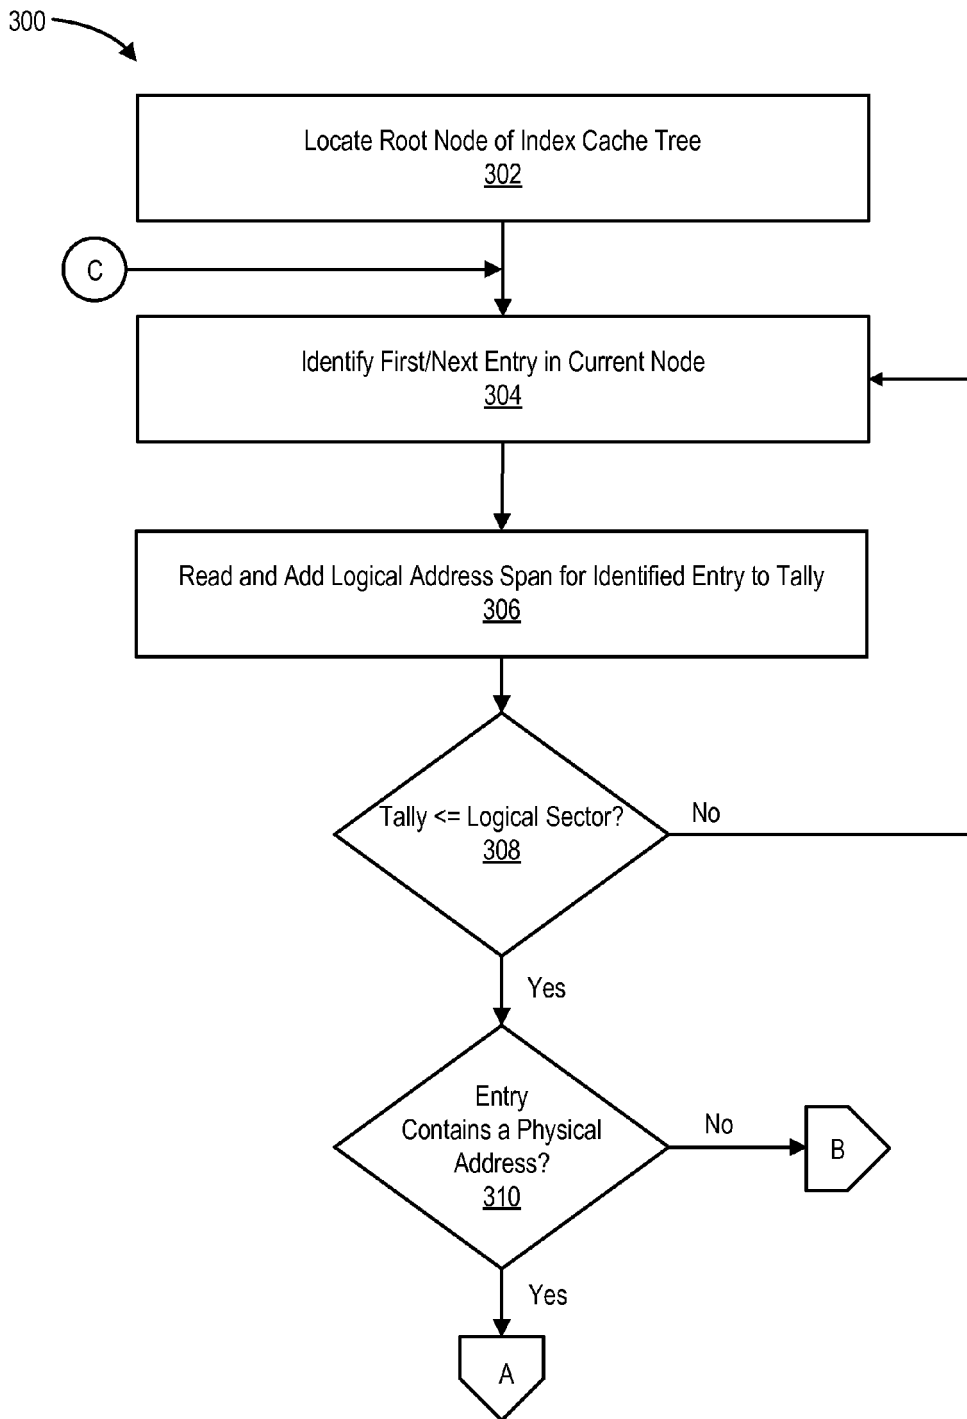 300
Locate Root Node of Index Cache Tree
302
C
Identify First/Next Entry in Current Node
304
Read and Add Logical Address Span for Identified Entry to Tally
306
Tally <= Logical Sector?
308
No
Yes
Entry
Contains a Physical
Address?
310
No
B
Yes
A